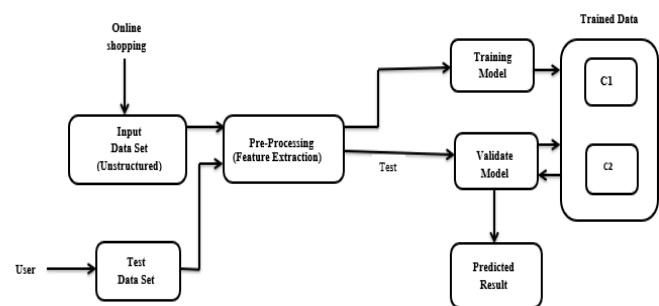 Online
shopping
Trained Data
Training
Model
C1
Input
Data Set
(Unstructured)
Pre-Processing
(Feature Extraction)
Test
Validate
Model
C2
User
Test
Data Set
Predicted
Result